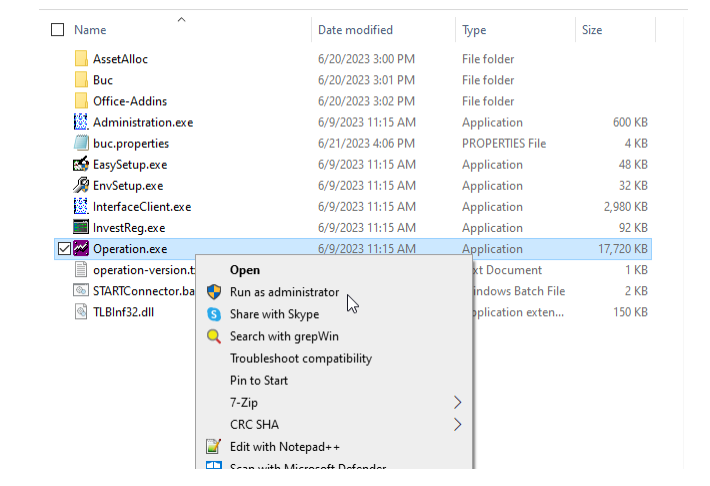 Name Date modified Type Size
AssetAlloc 6/20/2023 3:00 PM File folder
Buc 6/20/2023 3:01 PM File folder
Office-Addins 6/20/2023 3:02 PM File folder
Administration.exe 6/9/2023 11:15 AM Application 600 KB
buc.properties 6/21/2023 4:06 PM PROPERTIES File 4 KB
EasySetup.exe 6/9/2023 11:15 AM Application 48 KB
EnvSetup.exe 6/9/2023 11:15 AM Application 32 KB
InterfaceClient.exe 6/9/2023 11:15 AM Application 2,980 KB
InvestReg.exe 6/9/2023 11:15 AM Application 92 KB
Operation.exe 6/9/2023 11:15 AM Application 17,720 KB
operation-version.t xt Document 1 KB
STARTConnector.ba indows Batch File 2 KB
TLBInf32.dll pplication exten... 150 KB
Open
Run as administrator
Share with Skype
Search with grepWin
Troubleshoot compatibility
Pin to Start
7-Zip
CRC SHA
Edit with Notepad++
Scan with Microsoft Defender